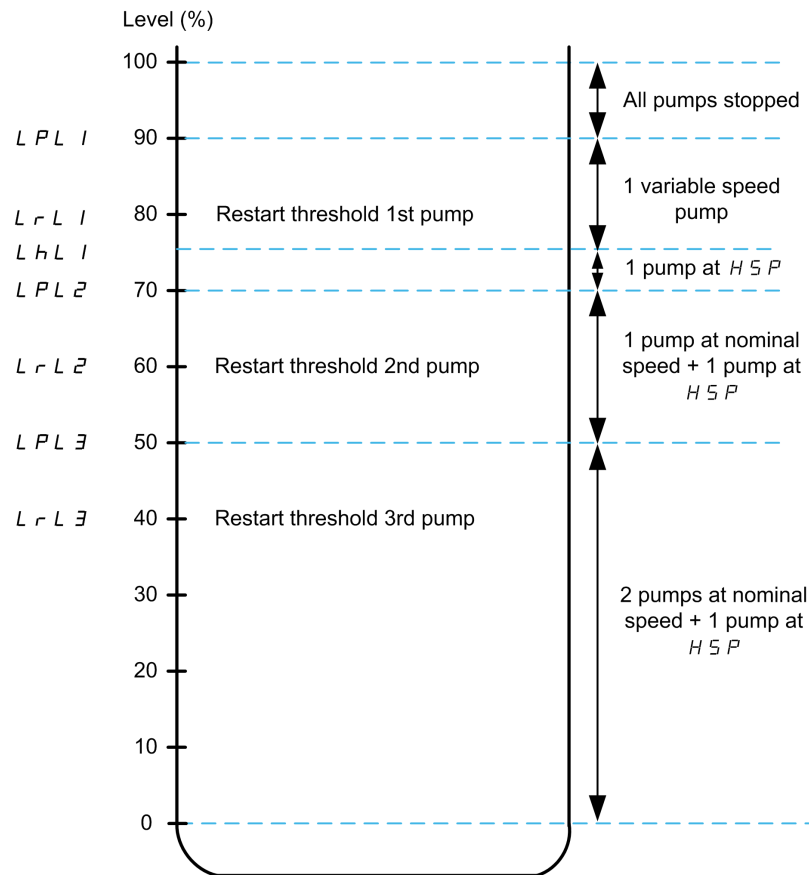 Level (%)
100
All pumps stopped
LPL1
90
1 variable speed
pump
LrL1
80
Restart threshold 1st pump
LhL1
1 pump at HSP
LPL2
70
1 pump at nominal
speed + 1 pump at
HSP
LrL2
60
Restart threshold 2nd pump
LPL3
50
LrL3
40
Restart threshold 3rd pump
30
2 pumps at nominal
speed + 1 pump at
HSP
20
10
0